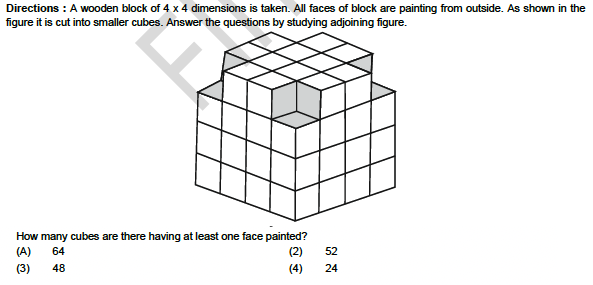 Directions : A wooden block of 4 x 4 dimensions is taken. All faces of block are painting from outside. As shown in the
figure it is cut into smaller cubes. Answer the questions by studying adjoining figure.
How many cubes are there having at least one face painted?
(A) 64 (2) 52
(3) 48 (4) 24